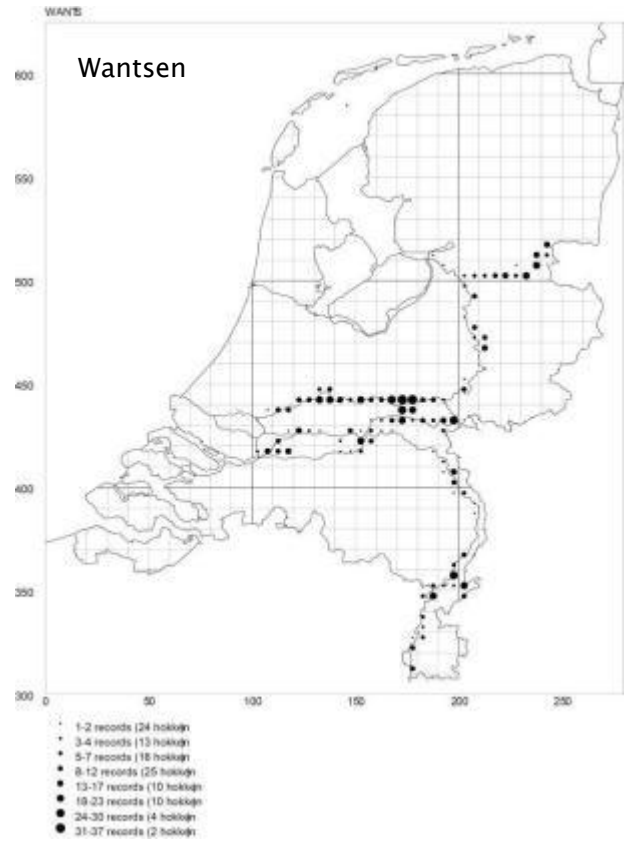 WANTS
Wantsen
600
550
500
450
400
350
300
0 50 100 150 200 250
1-2 records (24 hokken
3-4 records (13 hokken
5-7 records (16 hokken
8-12 records (25 hokken
13-17 records (10 hokken
18-23 records (10 hokken
24-30 records (4 hokken
31-37 records (2 hokken